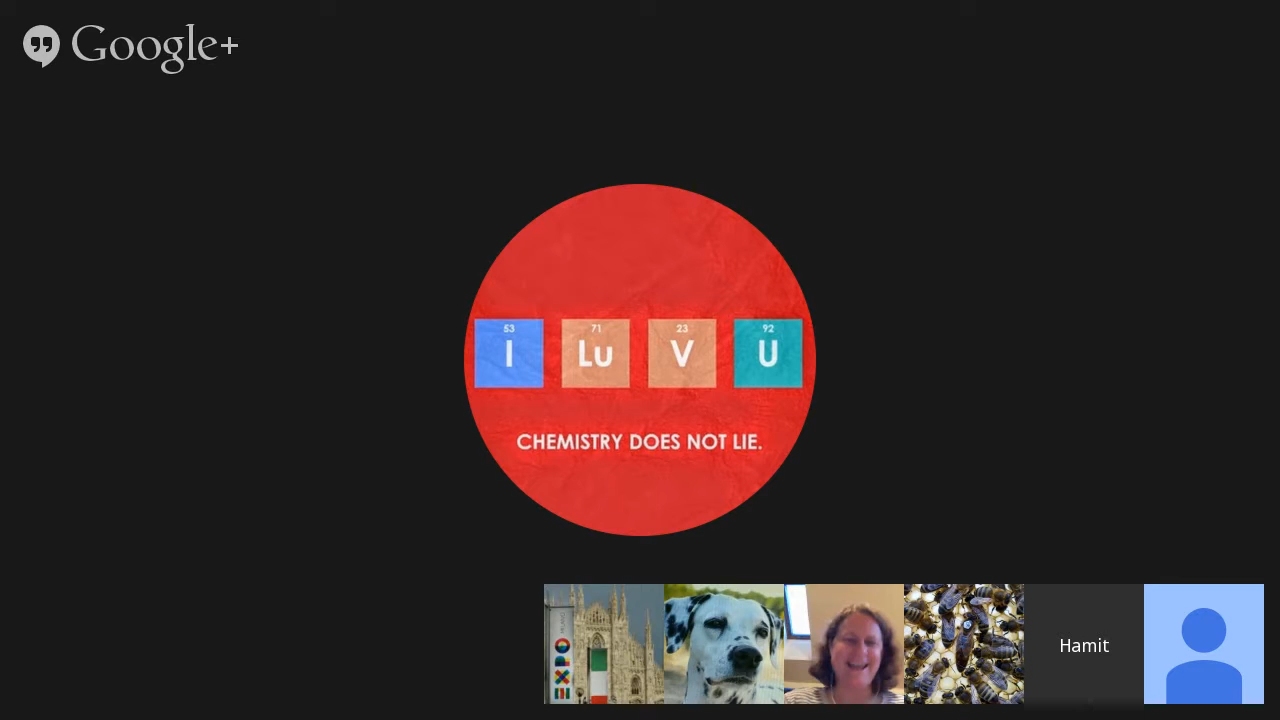 Google+
53 71 23 92
I Lu V U
CHEMISTRY DOES NOT LIE.
EXPO
Hamit